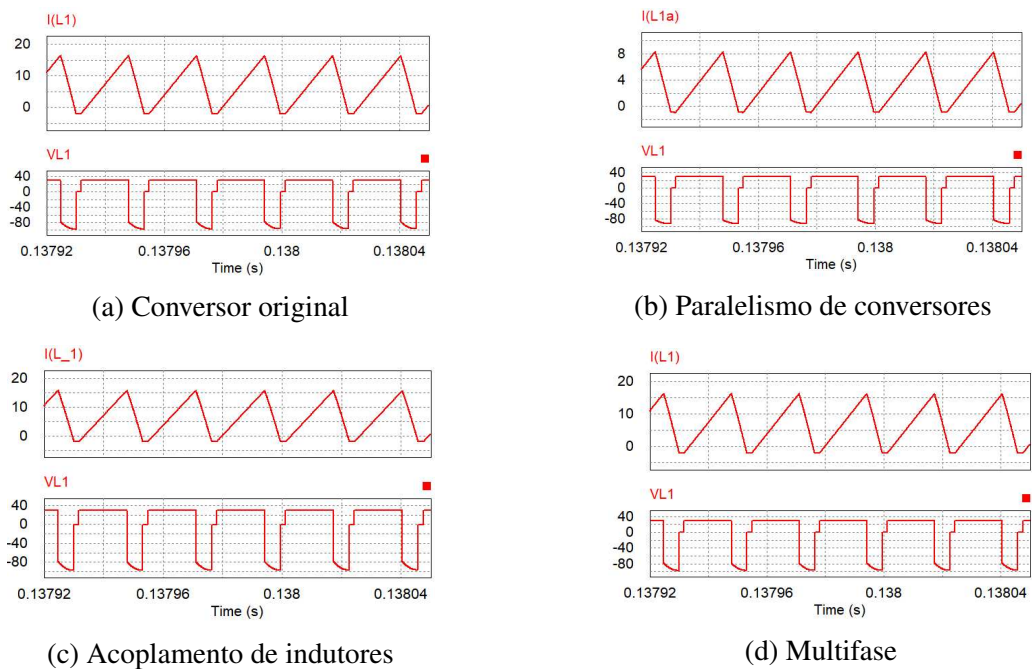 I(L1)
20
10
0
VL1
40
0
-40
-80
0.13792 0.13796 0.138 0.13804
Time (s)
(a) Conversor original
I(L1a)
8
4
0
VL1
40
0
-40
-80
0.13792 0.13796 0.138 0.13804
Time (s)
(b) Paralelismo de conversores
I(L_1)
20
10
0
VL1
40
0
-40
-80
0.13792 0.13796 0.138 0.13804
Time (s)
(c) Acoplamento de indutores
I(L1)
20
10
0
VL1
40
0
-40
-80
0.13792 0.13796 0.138 0.13804
Time (s)
(d) Multifase